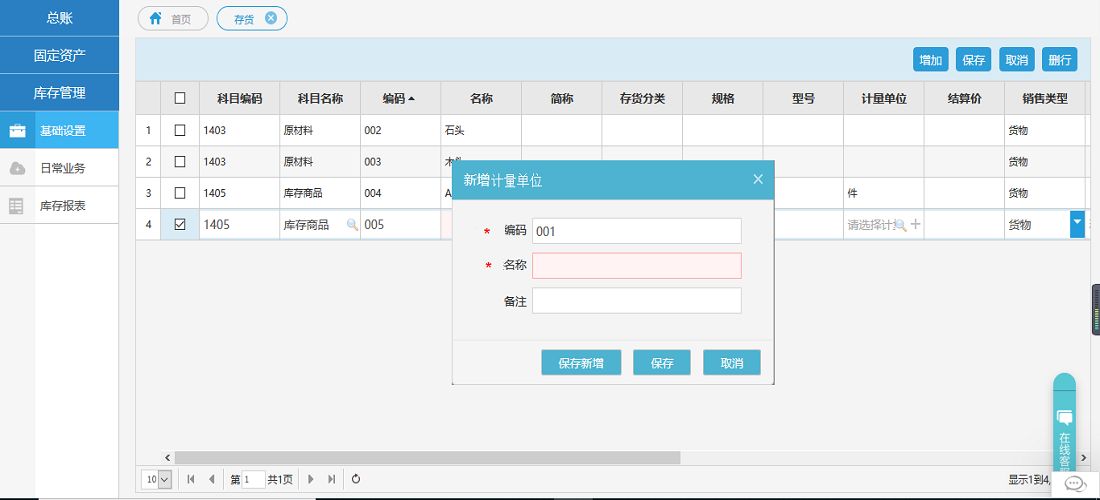 总账
固定资产
库存管理
基础设置
日常业务
库存报表
首页
存货
增加 保存 取消 删行
科目编码 科目名称 编码 名称 简称 存货分类 规格 型号 计量单位 结算价 销售类型
1 1403 原材料 002 石头 货物
2 1403 原材料 003 货物
3 1405 库存商品 004 件 货物
4 1405 库存商品 005 请选择计 货物
新增计量单位
* 编码 001
* 名称
备注
保存新增 保存 取消
在线客
10 第 1 共1页 显示1到4,